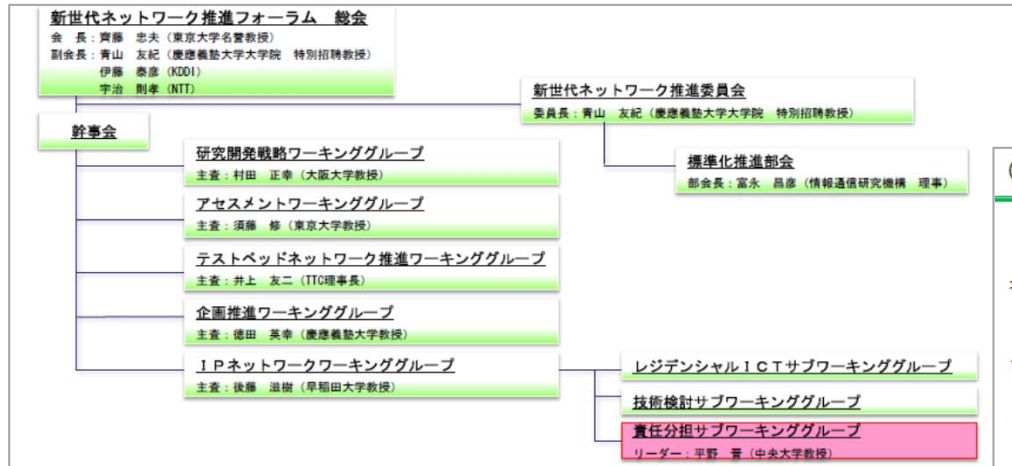 新世代ネットワーク推進フォーラム　総会
会　長：齊藤　忠夫（東京大学名誉教授）
副会長：青山　友紀（慶應義塾大学大学院　特別招聘教授）
伊藤　泰彦（KDDI）
宇治　則孝（NTT）
新世代ネットワーク推進委員会
委員長：青山　友紀（慶應義塾大学大学院　特別招聘教授）
幹事会
標準化推進部会
部会長：富永　昌彦（情報通信研究機構　理事）
研究開発戦略ワーキンググループ
主査：村田　正幸（大阪大学教授）
アセスメントワーキンググループ
主査：須藤　修（東京大学教授）
テストベッドネットワーク推進ワーキンググループ
主査：井上　友二（TTC理事長）
企画推進ワーキンググループ
主査：徳田　英幸（慶應義塾大学教授）
ＩＰネットワークワーキンググループ
主査：後藤　滋樹（早稲田大学教授）
レジデンシャルＩＣＴサブワーキンググループ
技術検討サブワーキンググループ
責任分担サブワーキンググループ
リーダー：平野　晋（中央大学教授）